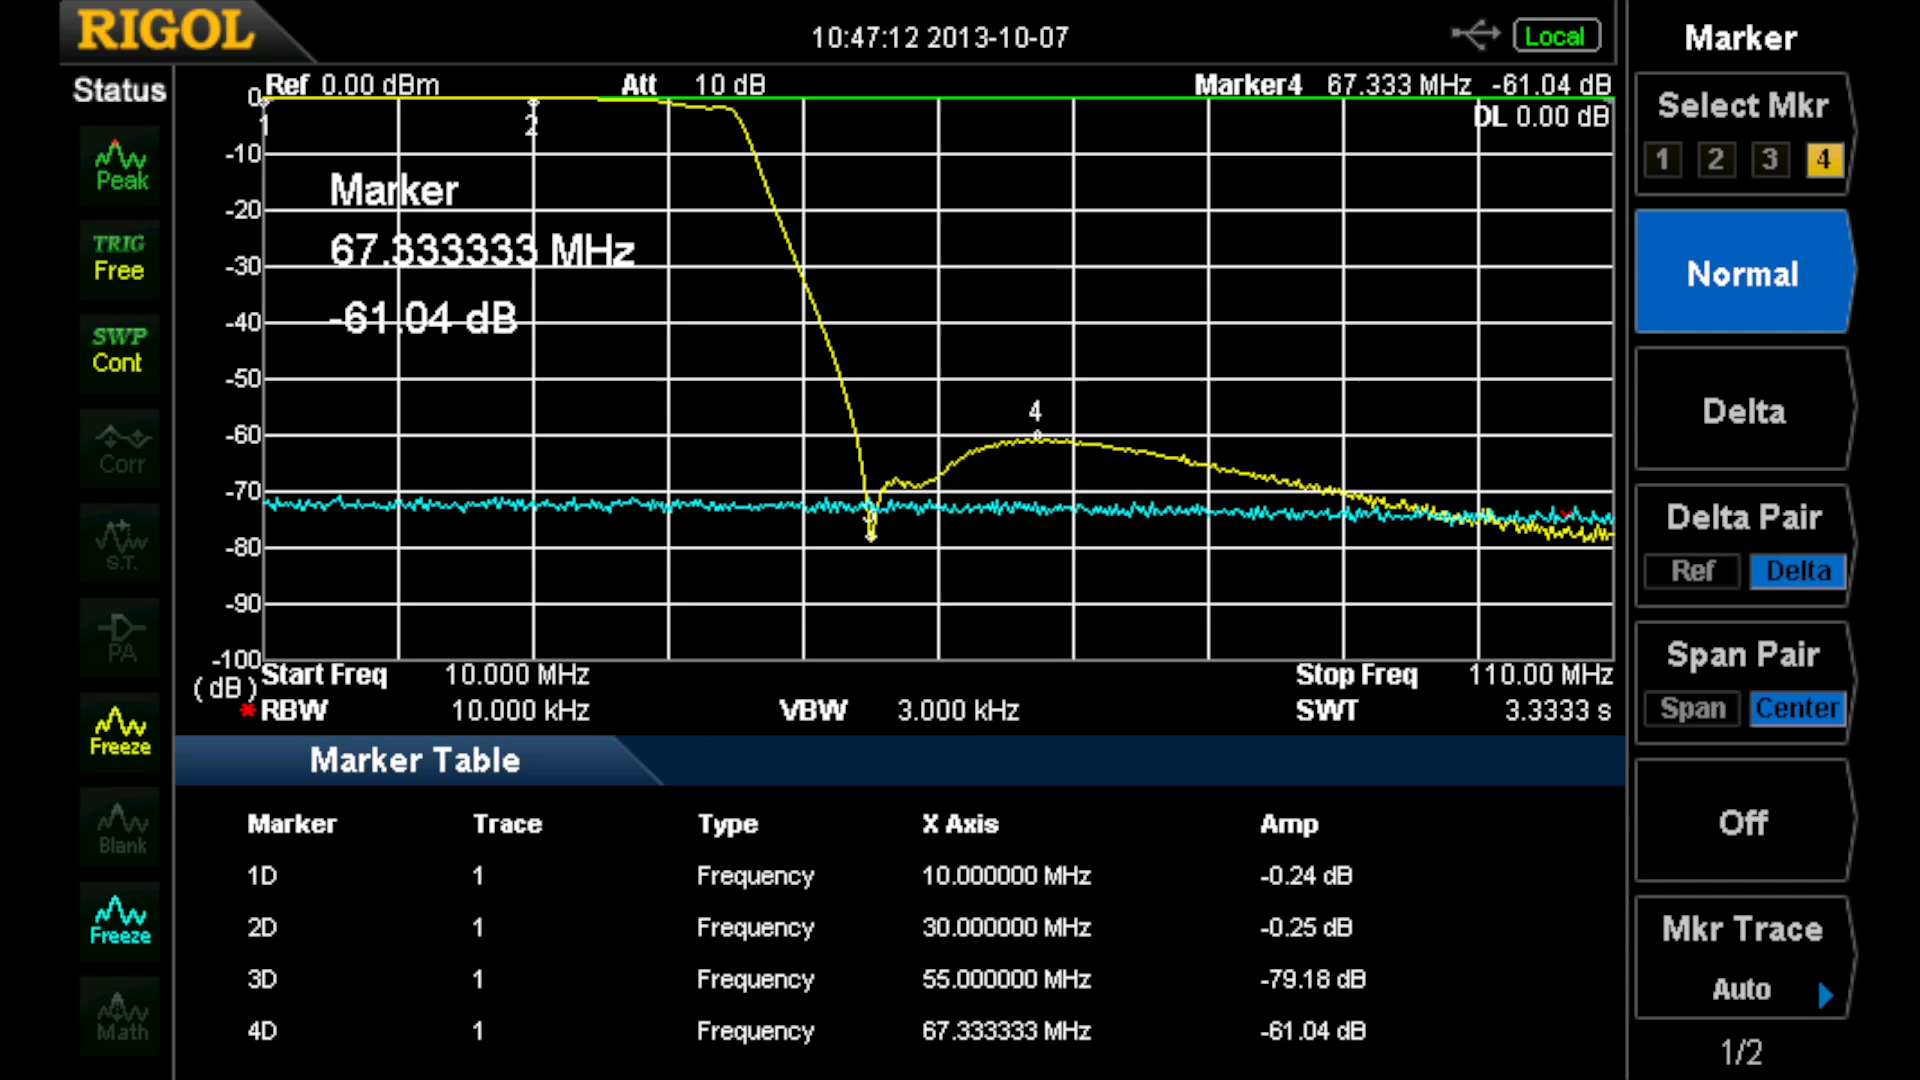 RIGOL
10:47:12 2013-10-07
Local
Status
Peak
TRIG
Free
SWP
Cont
Corr
S.T.
PA
Freeze
Blank
Freeze
Math
Ref 0.00 dBm Att 10 dB Marker4 67.333 MHz -61.04 dB
DL 0.00 dB
0
-10
-20
-30
-40
-50
-60
-70
-80
-90
-100
(dB)
1
2
4
Marker
67.333333 MHz
-61.04 dB
Start Freq 10.000 MHz Stop Freq 110.00 MHz
*RBW 10.000 kHz VBW 3.000 kHz SWT 3.3333 s
Marker Table
Marker Trace Type X Axis Amp
1D 1 Frequency 10.000000 MHz -0.24 dB
2D 1 Frequency 30.000000 MHz -0.25 dB
3D 1 Frequency 55.000000 MHz -79.18 dB
4D 1 Frequency 67.333333 MHz -61.04 dB
Marker
Select Mkr
1 2 3 4
Normal
Delta
Delta Pair
Ref Delta
Span Pair
Span Center
Off
Mkr Trace
Auto
1/2